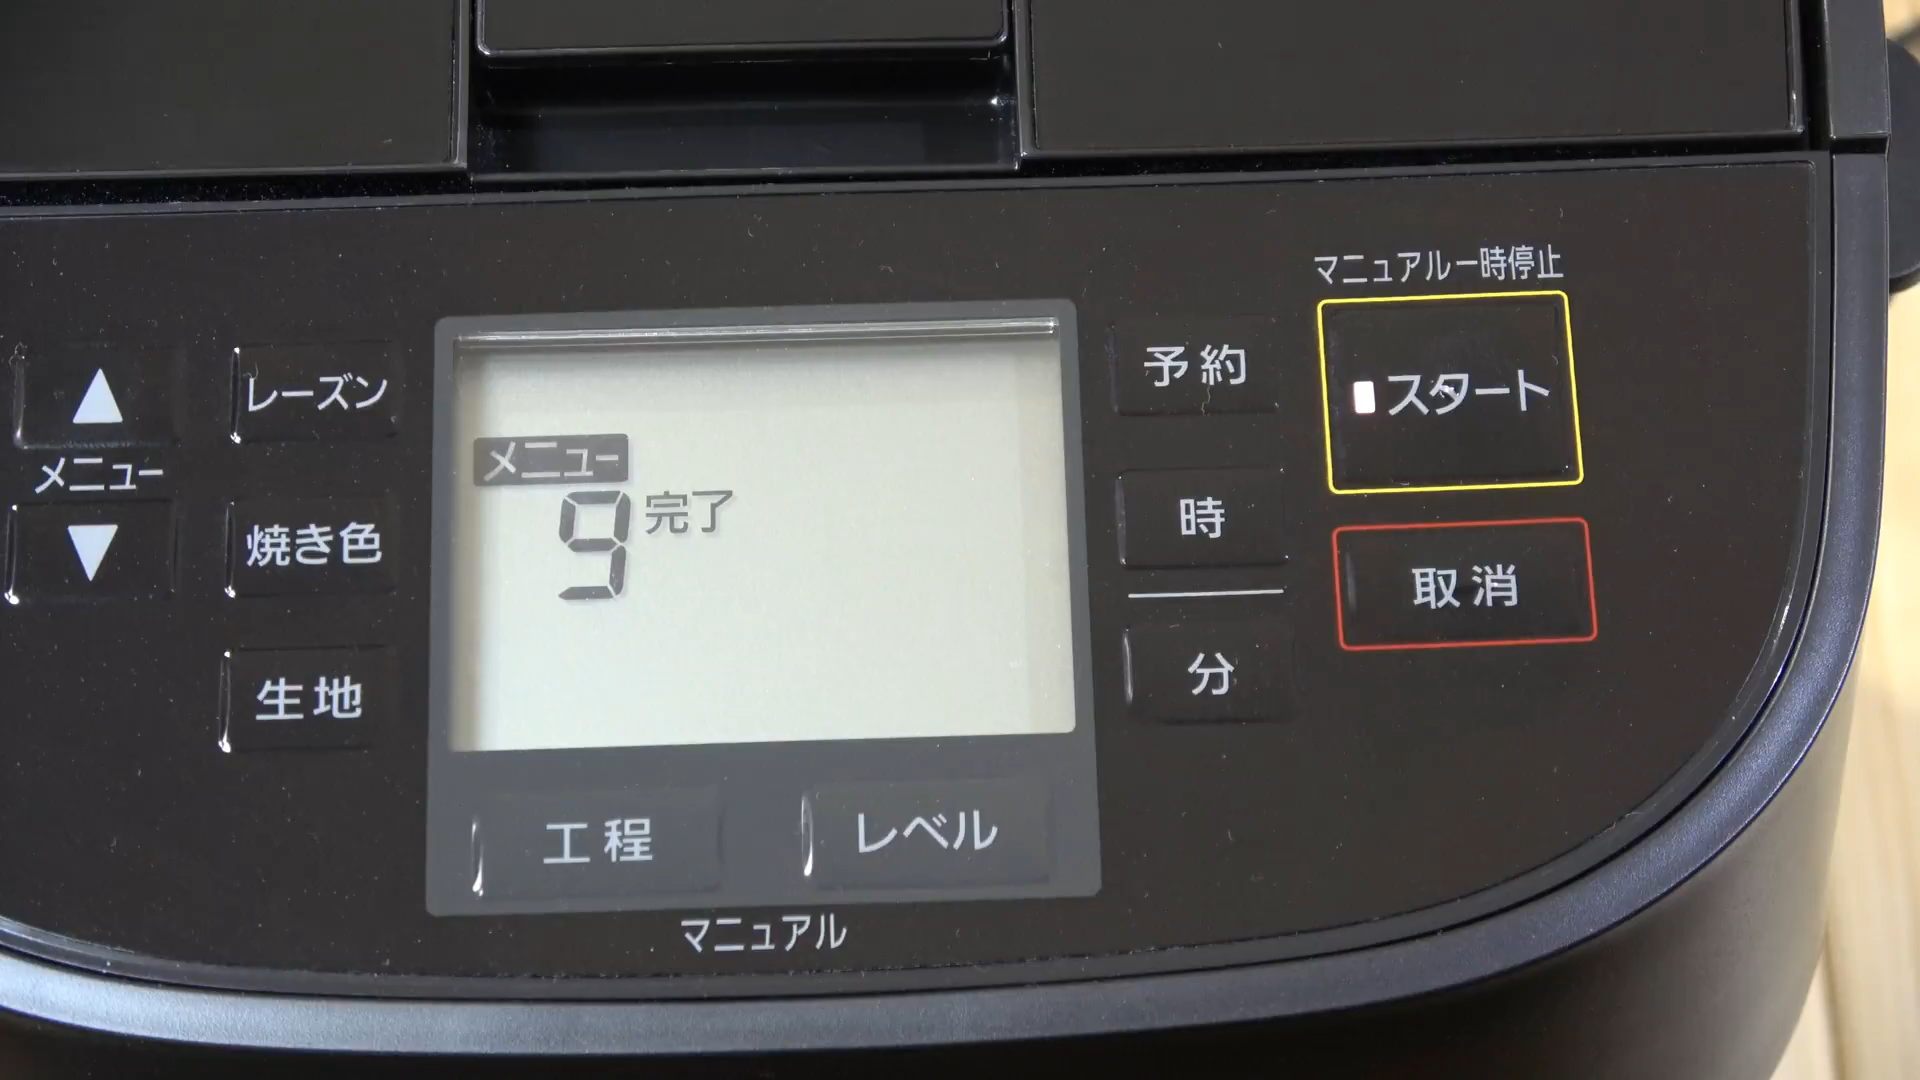 マニュアル一時停止
▲
メニュー
▼
レーズン
焼き色
生地
メニュー
9 完了
予約
時
分
スタート
取消
工程
レベル
マニュアル